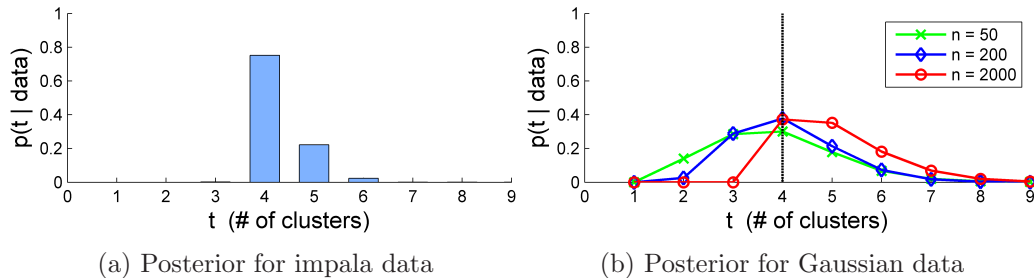 1
0.8
0.6
0.4
0.2
0
p(t | data)
0 1 2 3 4 5 6 7 8 9
t (# of clusters)
(a) Posterior for impala data
1
0.8
0.6
0.4
0.2
0
p(t | data)
n = 50
n = 200
n = 2000
0 1 2 3 4 5 6 7 8 9
t (# of clusters)
(b) Posterior for Gaussian data